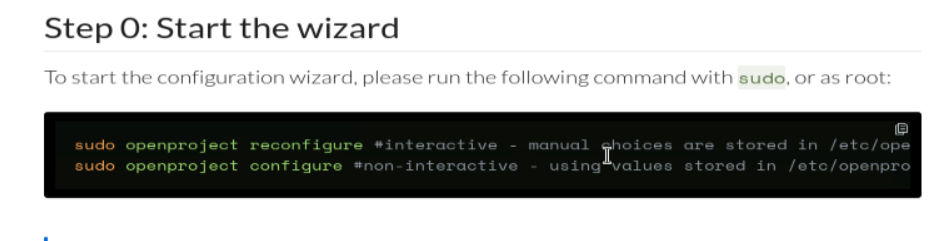 Step 0: Start the wizard
To start the configuration wizard, please run the following command with sudo, or as root:
sudo openproject reconfigure #interactive - manual choices are stored in /etc/ope
sudo openproject configure #non-interactive - using values stored in /etc/openpro